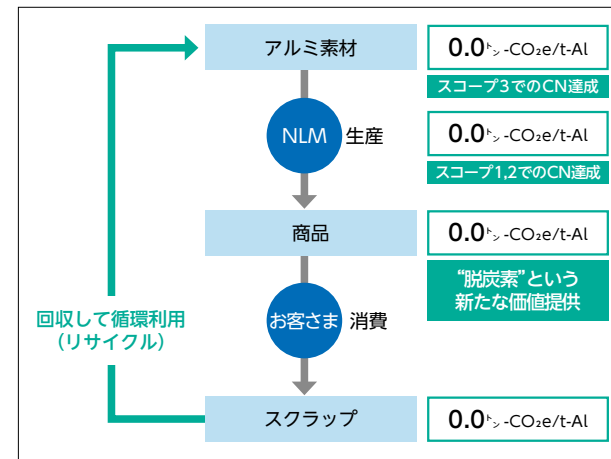 アルミ素材
0.0トン-CO₂e/t-Al
スコープ3でのCN達成
NLM 生産
0.0トン-CO₂e/t-Al
スコープ1,2でのCN達成
商品
0.0トン-CO₂e/t-Al
“脱炭素”という
新たな価値提供
回収して循環利用
(リサイクル)
お客さま 消費
スクラップ
0.0トン-CO₂e/t-Al